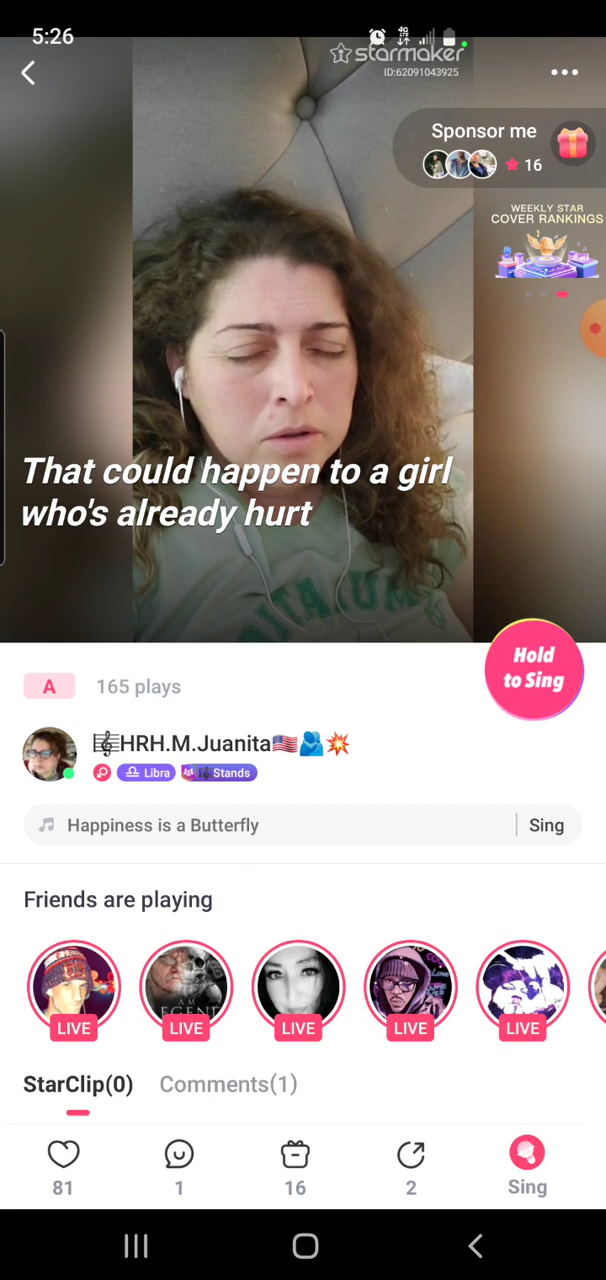 5:26
4G
starmaker
ID:62091043925
Sponsor me
16
WEEKLY STAR
COVER RANKINGS
That could happen to a girl
who's already hurt
Hold
to Sing
A 165 plays
HRH.M.Juanita
Libra Stands
Happiness is a Butterfly Sing
Friends are playing
LIVE LIVE LIVE LIVE LIVE
StarClip(0) Comments(1)
81 1 16 2 Sing